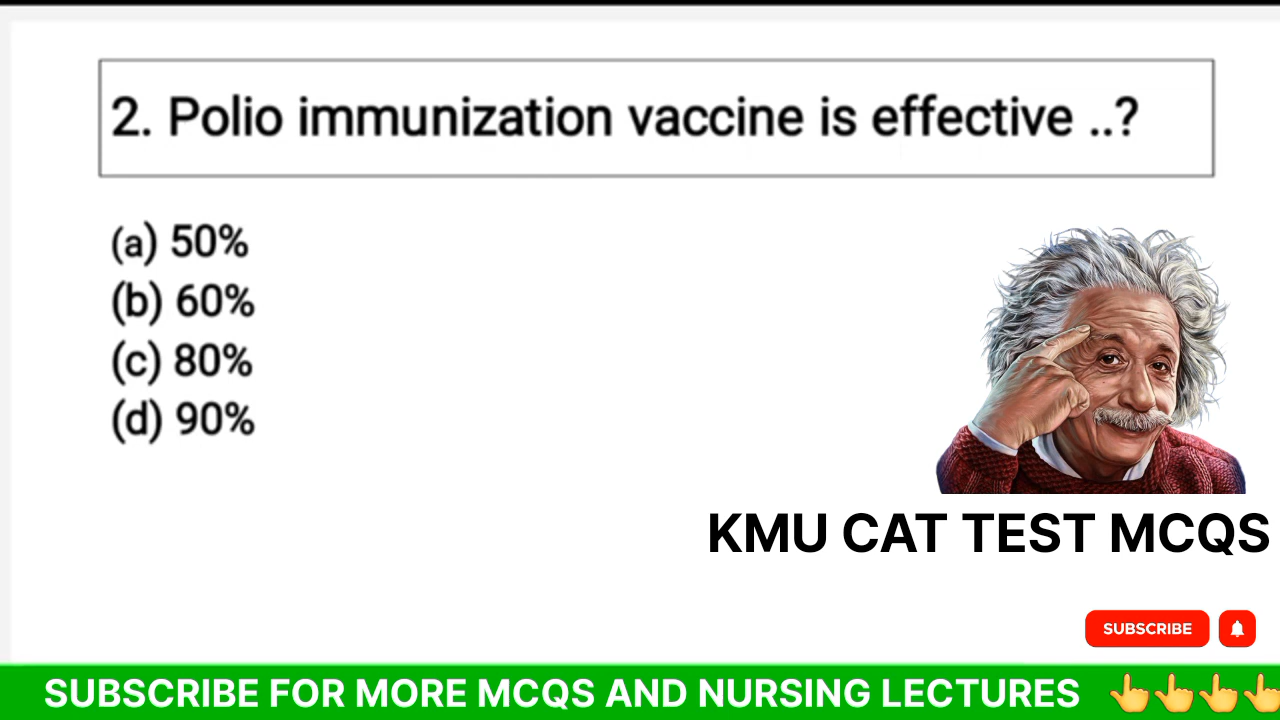 2. Polio immunization vaccine is effective ..?
(a) 50%
(b) 60%
(c) 80%
(d) 90%
KMU CAT TEST MCQS
SUBSCRIBE
SUBSCRIBE FOR MORE MCQS AND NURSING LECTURES 👆👆👆👆